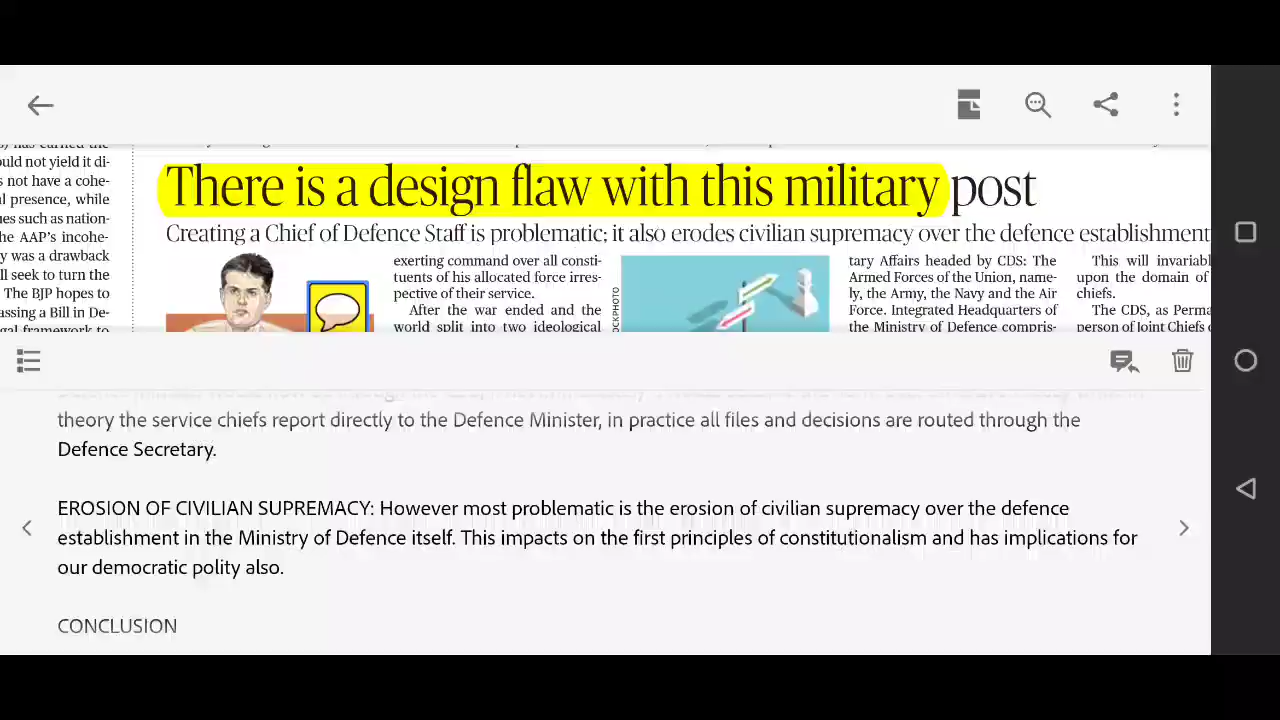 ould not yield it di-
s not have a cohe-
l presence, while
ues such as nation-
he AAP's incohe-
y was a drawback
ll seek to turn the
The BJP hopes to
assing a Bill in De-
There is a design flaw with this military post
Creating a Chief of Defence Staff is problematic; it also erodes civilian supremacy over the defence establishment
exerting command over all consti-
tuents of his allocated force irres-
pective of their service.
After the war ended and the
world split into two ideological
OCKPHOTO
tary Affairs headed by CDS: The
Armed Forces of the Union, name-
ly, the Army, the Navy and the Air
Force. Integrated Headquarters of
the Ministry of Defence compris-
This will invariabl
upon the domain of
chiefs.
The CDS, as Perma
person of Joint Chiefs o
theory the service chiefs report directly to the Defence Minister, in practice all files and decisions are routed through the
Defence Secretary.
EROSION OF CIVILIAN SUPREMACY: However most problematic is the erosion of civilian supremacy over the defence
establishment in the Ministry of Defence itself. This impacts on the first principles of constitutionalism and has implications for
our democratic polity also.
CONCLUSION